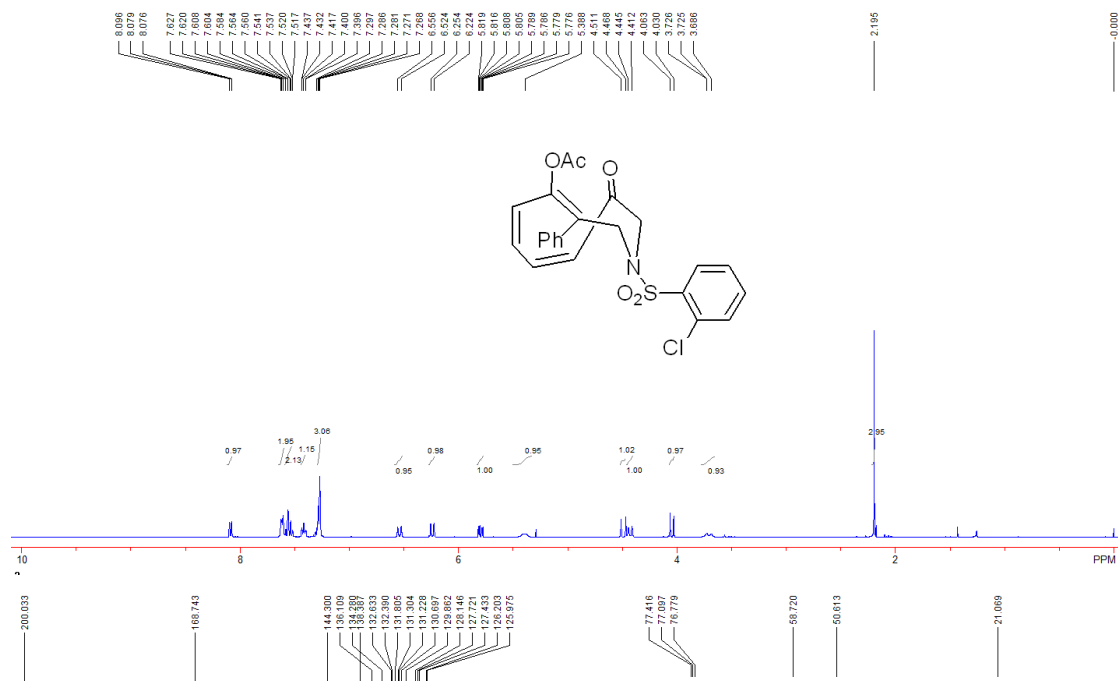 8.096 8.079 8.076 7.627 7.620 7.608 7.604 7.584 7.564 7.560 7.541 7.537 7.520 7.517 7.437 7.432 7.417 7.400 7.396 7.297 7.286 7.281 7.271 7.268 6.556 6.524 6.254 6.224 5.819 5.816 5.808 5.805 5.789 5.786 5.779 5.776 5.388 4.511 4.468 4.445 4.412 4.063 4.030 3.726 3.725 3.686 2.195 -0.000
OAc
O
Ph
N
O2S
Cl
0.97 1.96 2.13 1.15 3.06 0.95 0.98 1.00 0.95 1.02 1.00 0.97 0.93 2.95
10 8 6 4 2 PPM
200.033 168.743 144.300 136.109 134.280 138.387 132.633 132.390 131.805 131.304 131.228 130.697 129.862 128.146 127.721 127.433 126.203 125.975 77.416 77.097 76.779 58.720 50.613 21.069